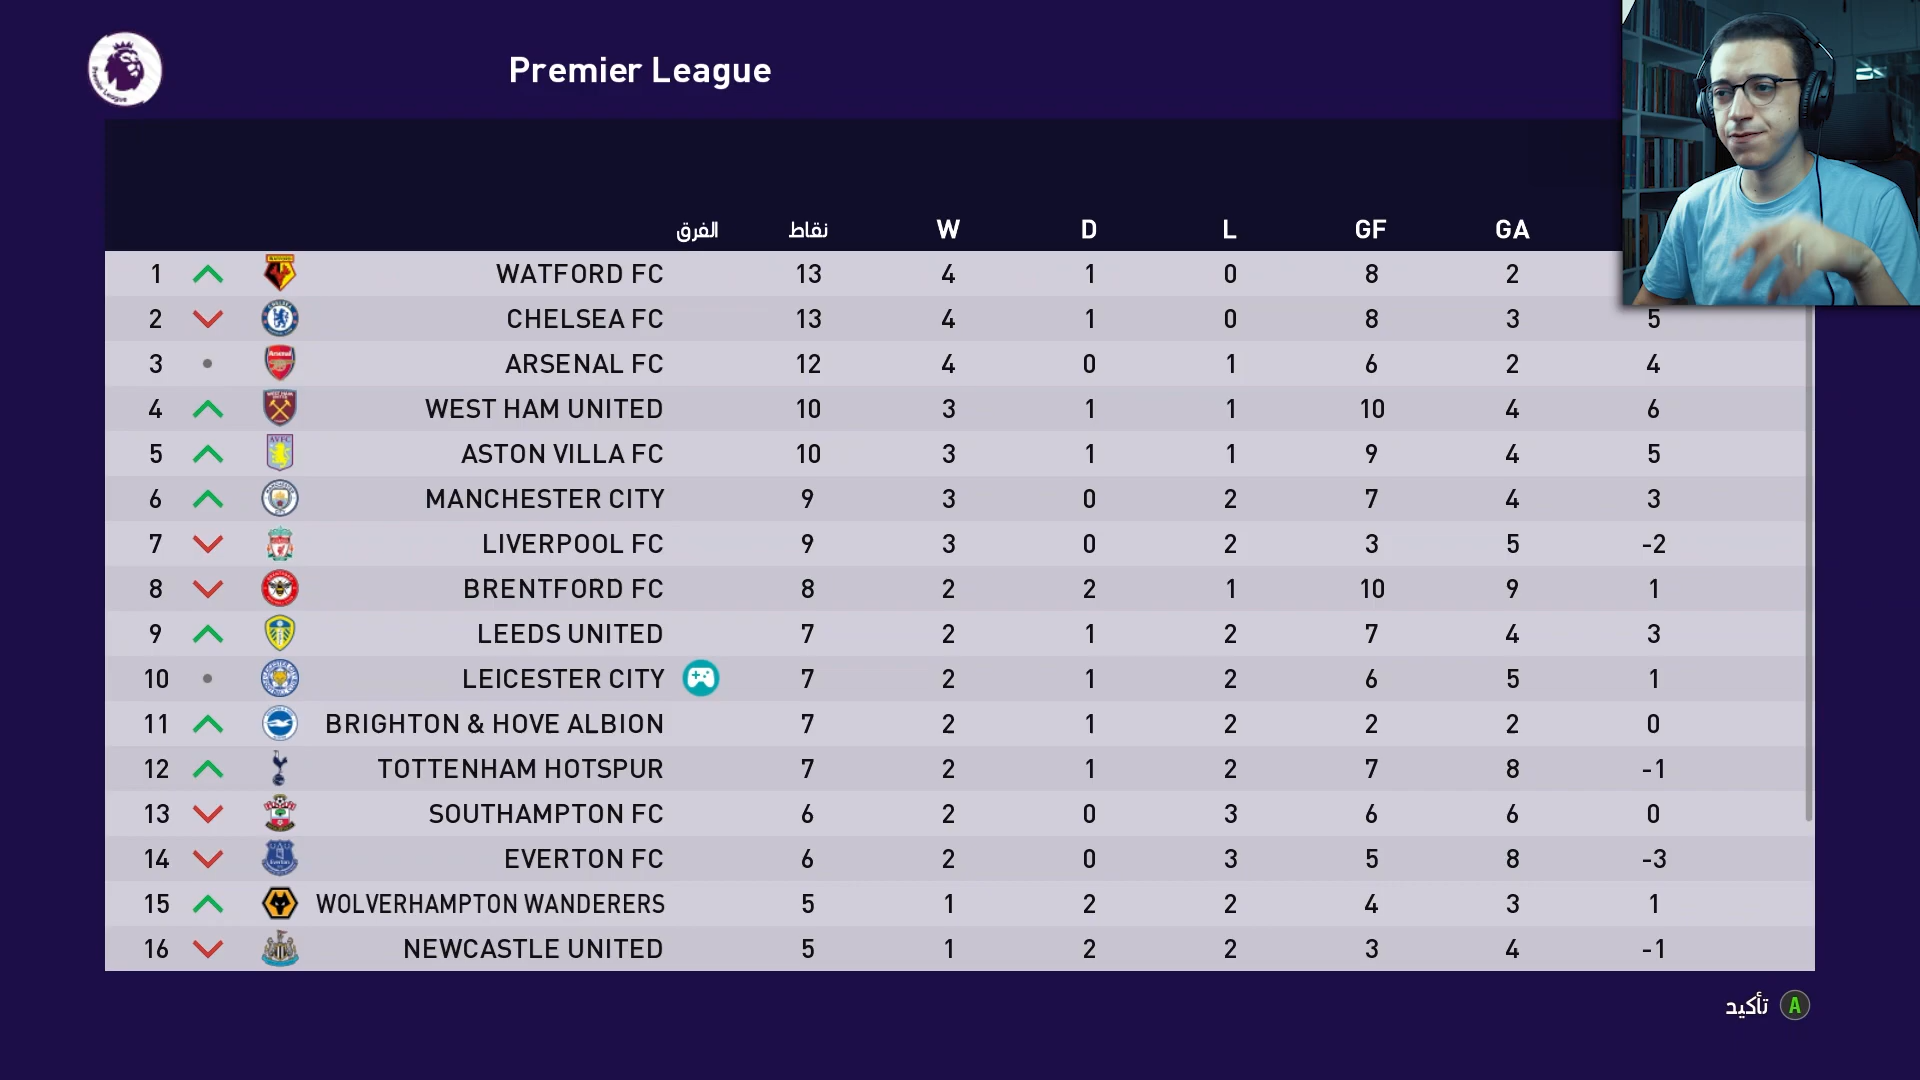 Premier League
الفرق نقاط W D L GF GA
1 WATFORD FC 13 4 1 0 8 2
2 CHELSEA FC 13 4 1 0 8 3 5
3 ARSENAL FC 12 4 0 1 6 2 4
4 WEST HAM UNITED 10 3 1 1 10 4 6
5 ASTON VILLA FC 10 3 1 1 9 4 5
6 MANCHESTER CITY 9 3 0 2 7 4 3
7 LIVERPOOL FC 9 3 0 2 3 5 -2
8 BRENTFORD FC 8 2 2 1 10 9 1
9 LEEDS UNITED 7 2 1 2 7 4 3
10 LEICESTER CITY 7 2 1 2 6 5 1
11 BRIGHTON & HOVE ALBION 7 2 1 2 2 2 0
12 TOTTENHAM HOTSPUR 7 2 1 2 7 8 -1
13 SOUTHAMPTON FC 6 2 0 3 6 6 0
14 EVERTON FC 6 2 0 3 5 8 -3
15 WOLVERHAMPTON WANDERERS 5 1 2 2 4 3 1
16 NEWCASTLE UNITED 5 1 2 2 3 4 -1
تأكيد A